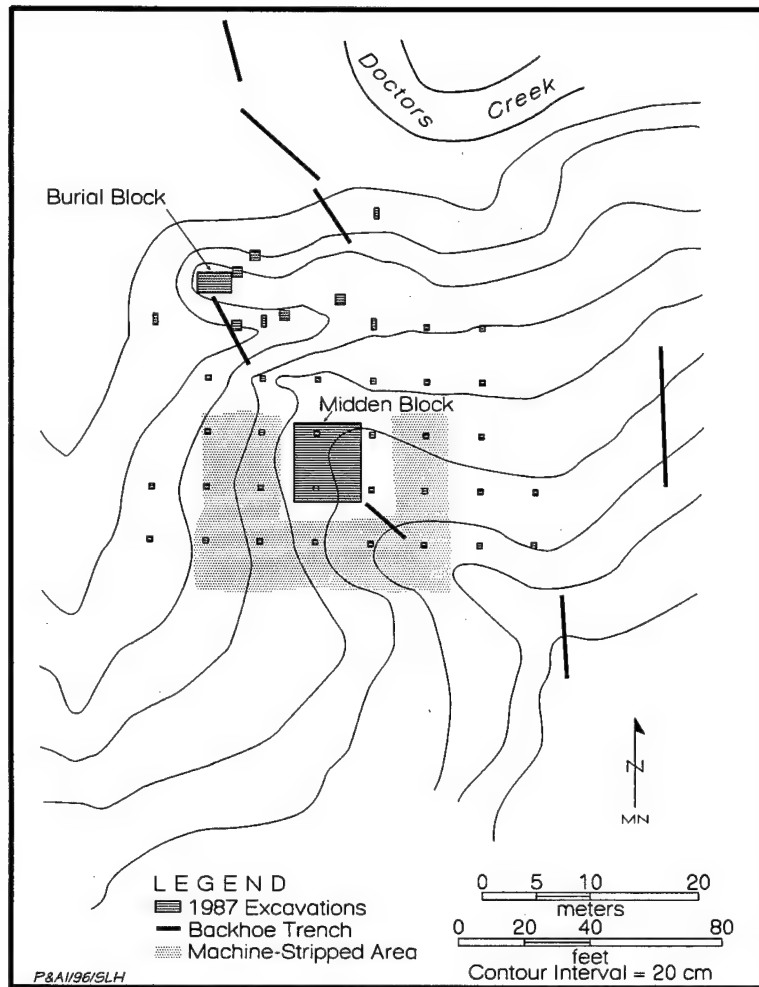 Doctors Creek
Burial Block
Midden Block
N
MN
LEGEND
1987 Excavations
Backhoe Trench
Machine-Stripped Area
0 5 10 20
meters
0 20 40 80
feet
Contour Interval = 20 cm
P&AI/96/SLH